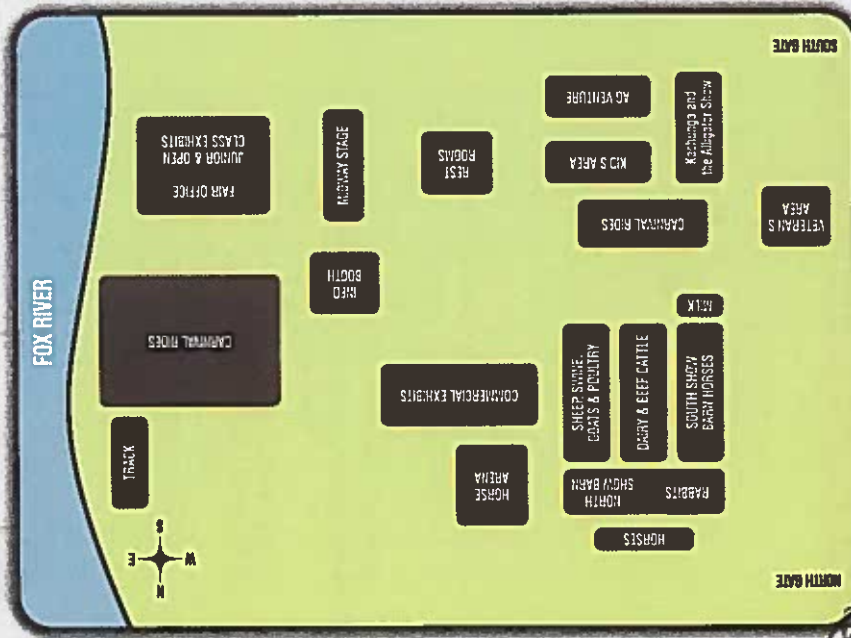 NORTH GATE
N
W E
S
HORSES
RABBITS
NORTH
SHOW BARN
HORSE
ARENA
TRACK
SOUTH SHOW
BARN HORSES
DAIRY & BEEF CATTLE
SHEEP, SWINE,
GOATS & POULTRY
COMMERCIAL EXHIBITS
CARNIVAL RIDES
FOX RIVER
MILK
INFO
BOOTH
VETERAN'S
AREA
CARNIVAL RIDES
FAIR OFFICE
JUNIOR & OPEN
CLASS EXHIBITS
MIDWAY STAGE
REST
ROOMS
KID'S AREA
Kachunga and
the Alligator Show
AG VENTURE
SOUTH GATE